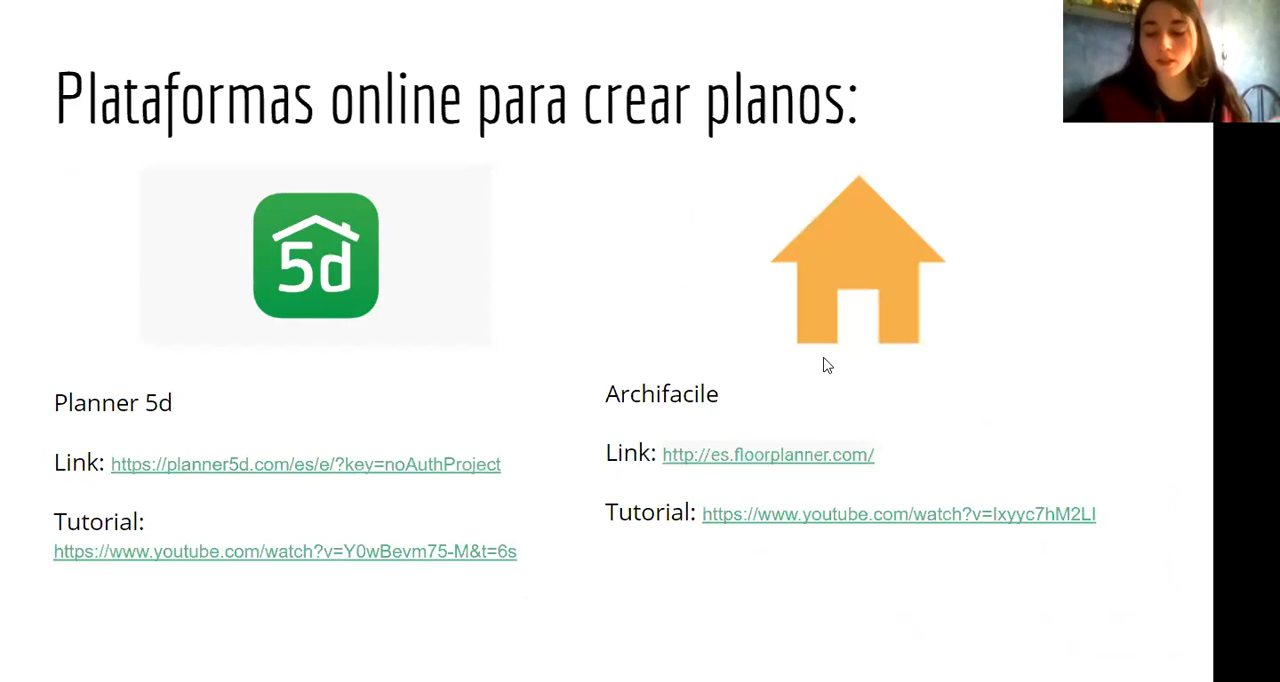 Plataformas online para crear planos:
5d
Planner 5d
Link: https://planner5d.com/es/e/?key=noAuthProject
Tutorial:
https://www.youtube.com/watch?v=Y0wBevm75-M&t=6s
Archifacile
Link: http://es.floorplanner.com/
Tutorial: https://www.youtube.com/watch?v=Ixyyc7hM2LI